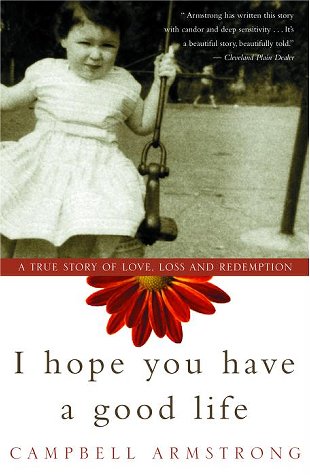 " Armstrong has written this story
with candor and deep sensitivity . . . It's
a beautiful story, beautifully told."
— Cleveland Plain Dealer
A TRUE STORY OF LOVE, LOSS AND REDEMPTION
I hope you have
a good life
CAMPBELL ARMSTRONG